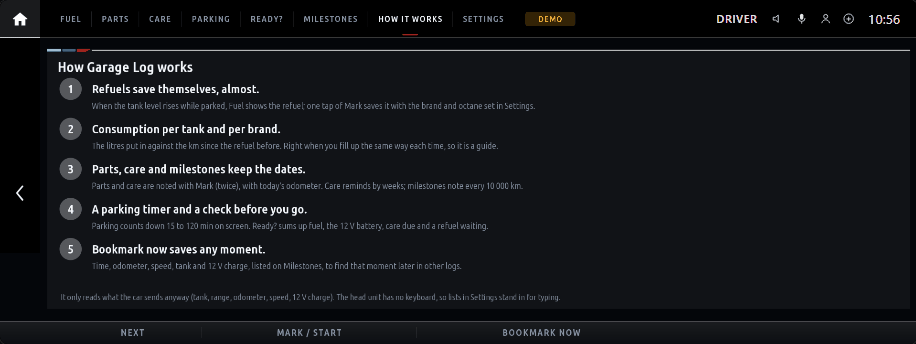 FUEL PARTS CARE PARKING READY? MILESTONES HOW IT WORKS SETTINGS DEMO DRIVER 10:56
How Garage Log works
1 Refuels save themselves, almost.
When the tank level rises while parked, Fuel shows the refuel; one tap of Mark saves it with the brand and octane set in Settings.
2 Consumption per tank and per brand.
The litres put in against the km since the refuel before. Right when you fill up the same way each time, so it is a guide.
3 Parts, care and milestones keep the dates.
Parts and care are noted with Mark (twice), with today's odometer. Care reminds by weeks; milestones note every 10 000 km.
4 A parking timer and a check before you go.
Parking counts down 15 to 120 min on screen. Ready? sums up fuel, the 12 V battery, care due and a refuel waiting.
5 Bookmark now saves any moment.
Time, odometer, speed, tank and 12 V charge, listed on Milestones, to find that moment later in other logs.
It only reads what the car sends anyway (tank, range, odometer, speed, 12 V charge). The head unit has no keyboard, so lists in Settings stand in for typing.
NEXT MARK / START BOOKMARK NOW